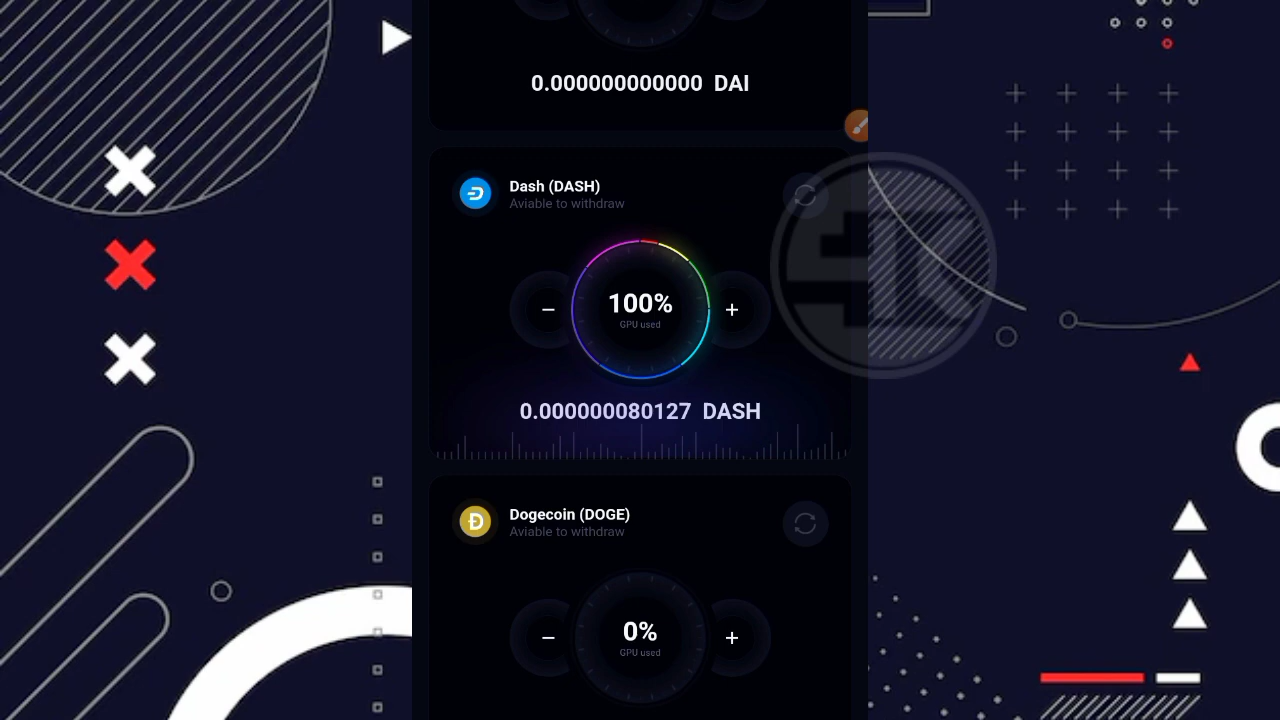 0.000000000000 DAI
Dash (DASH)
Aviable to withdraw
100%
GPU used
0.000000080127 DASH
Dogecoin (DOGE)
Aviable to withdraw
0%
GPU used